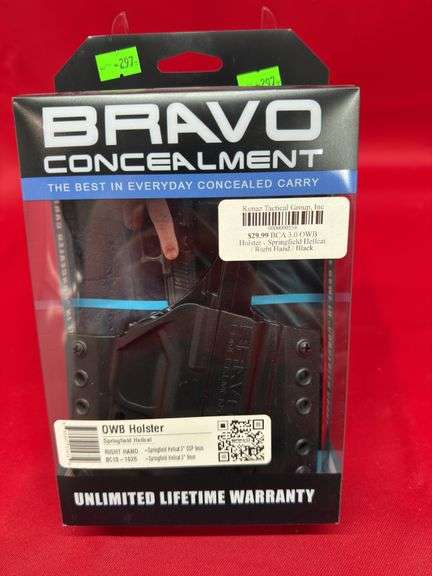 -297-
-297-
BRAVO
CONCEALMENT
THE BEST IN EVERYDAY CONCEALED CARRY
Tactical Group, Inc
$29.99 BCA 3.0 OWB
Holster - Springfield Hellcat
/ Right Hand / Black
BRAVO
OWB Holster
Springfield Hellcat
RIGHT HAND
•Springfield Hellcat 3" OSP 9mm
•Springfield Hellcat 3" 9mm
UNLIMITED LIFETIME WARRANTY